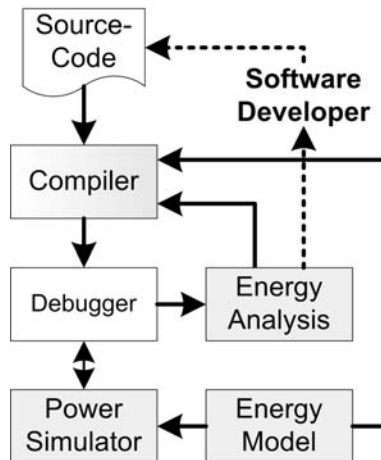 Source-
Code
Software
Developer
Compiler
Debugger
Energy
Analysis
Power
Simulator
Energy
Model